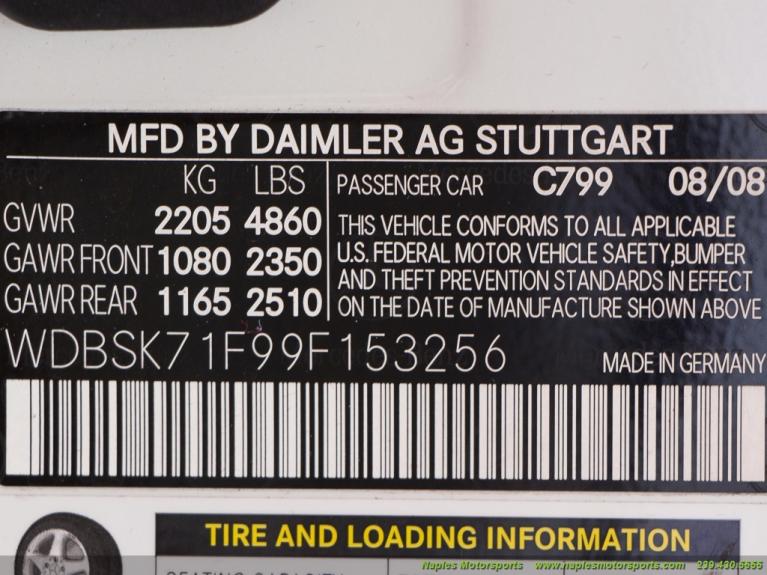 MFD BY DAIMLER AG STUTTGART
KG LBS
GVWR 2205 4860
GAWR FRONT 1080 2350
GAWR REAR 1165 2510
PASSENGER CAR C799 08/08
THIS VEHICLE CONFORMS TO ALL APPLICABLE
U.S. FEDERAL MOTOR VEHICLE SAFETY,BUMPER
AND THEFT PREVENTION STANDARDS IN EFFECT
ON THE DATE OF MANUFACTURE SHOWN ABOVE
WDBSK71F99F153256 MADE IN GERMANY
TIRE AND LOADING INFORMATION
SEATING CAPACITY
Naples Motorsports www.naplesmotorsports.com 239.430.5655